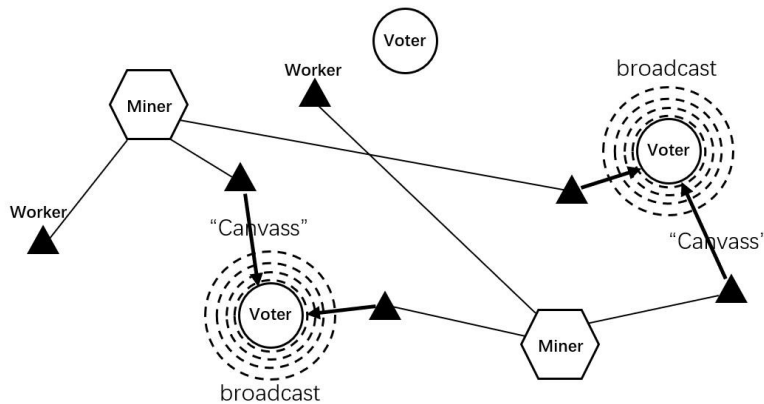 Voter
broadcast
Worker
Miner
Voter
Worker
“Canvass”
“Canvass’
Voter
Miner
broadcast